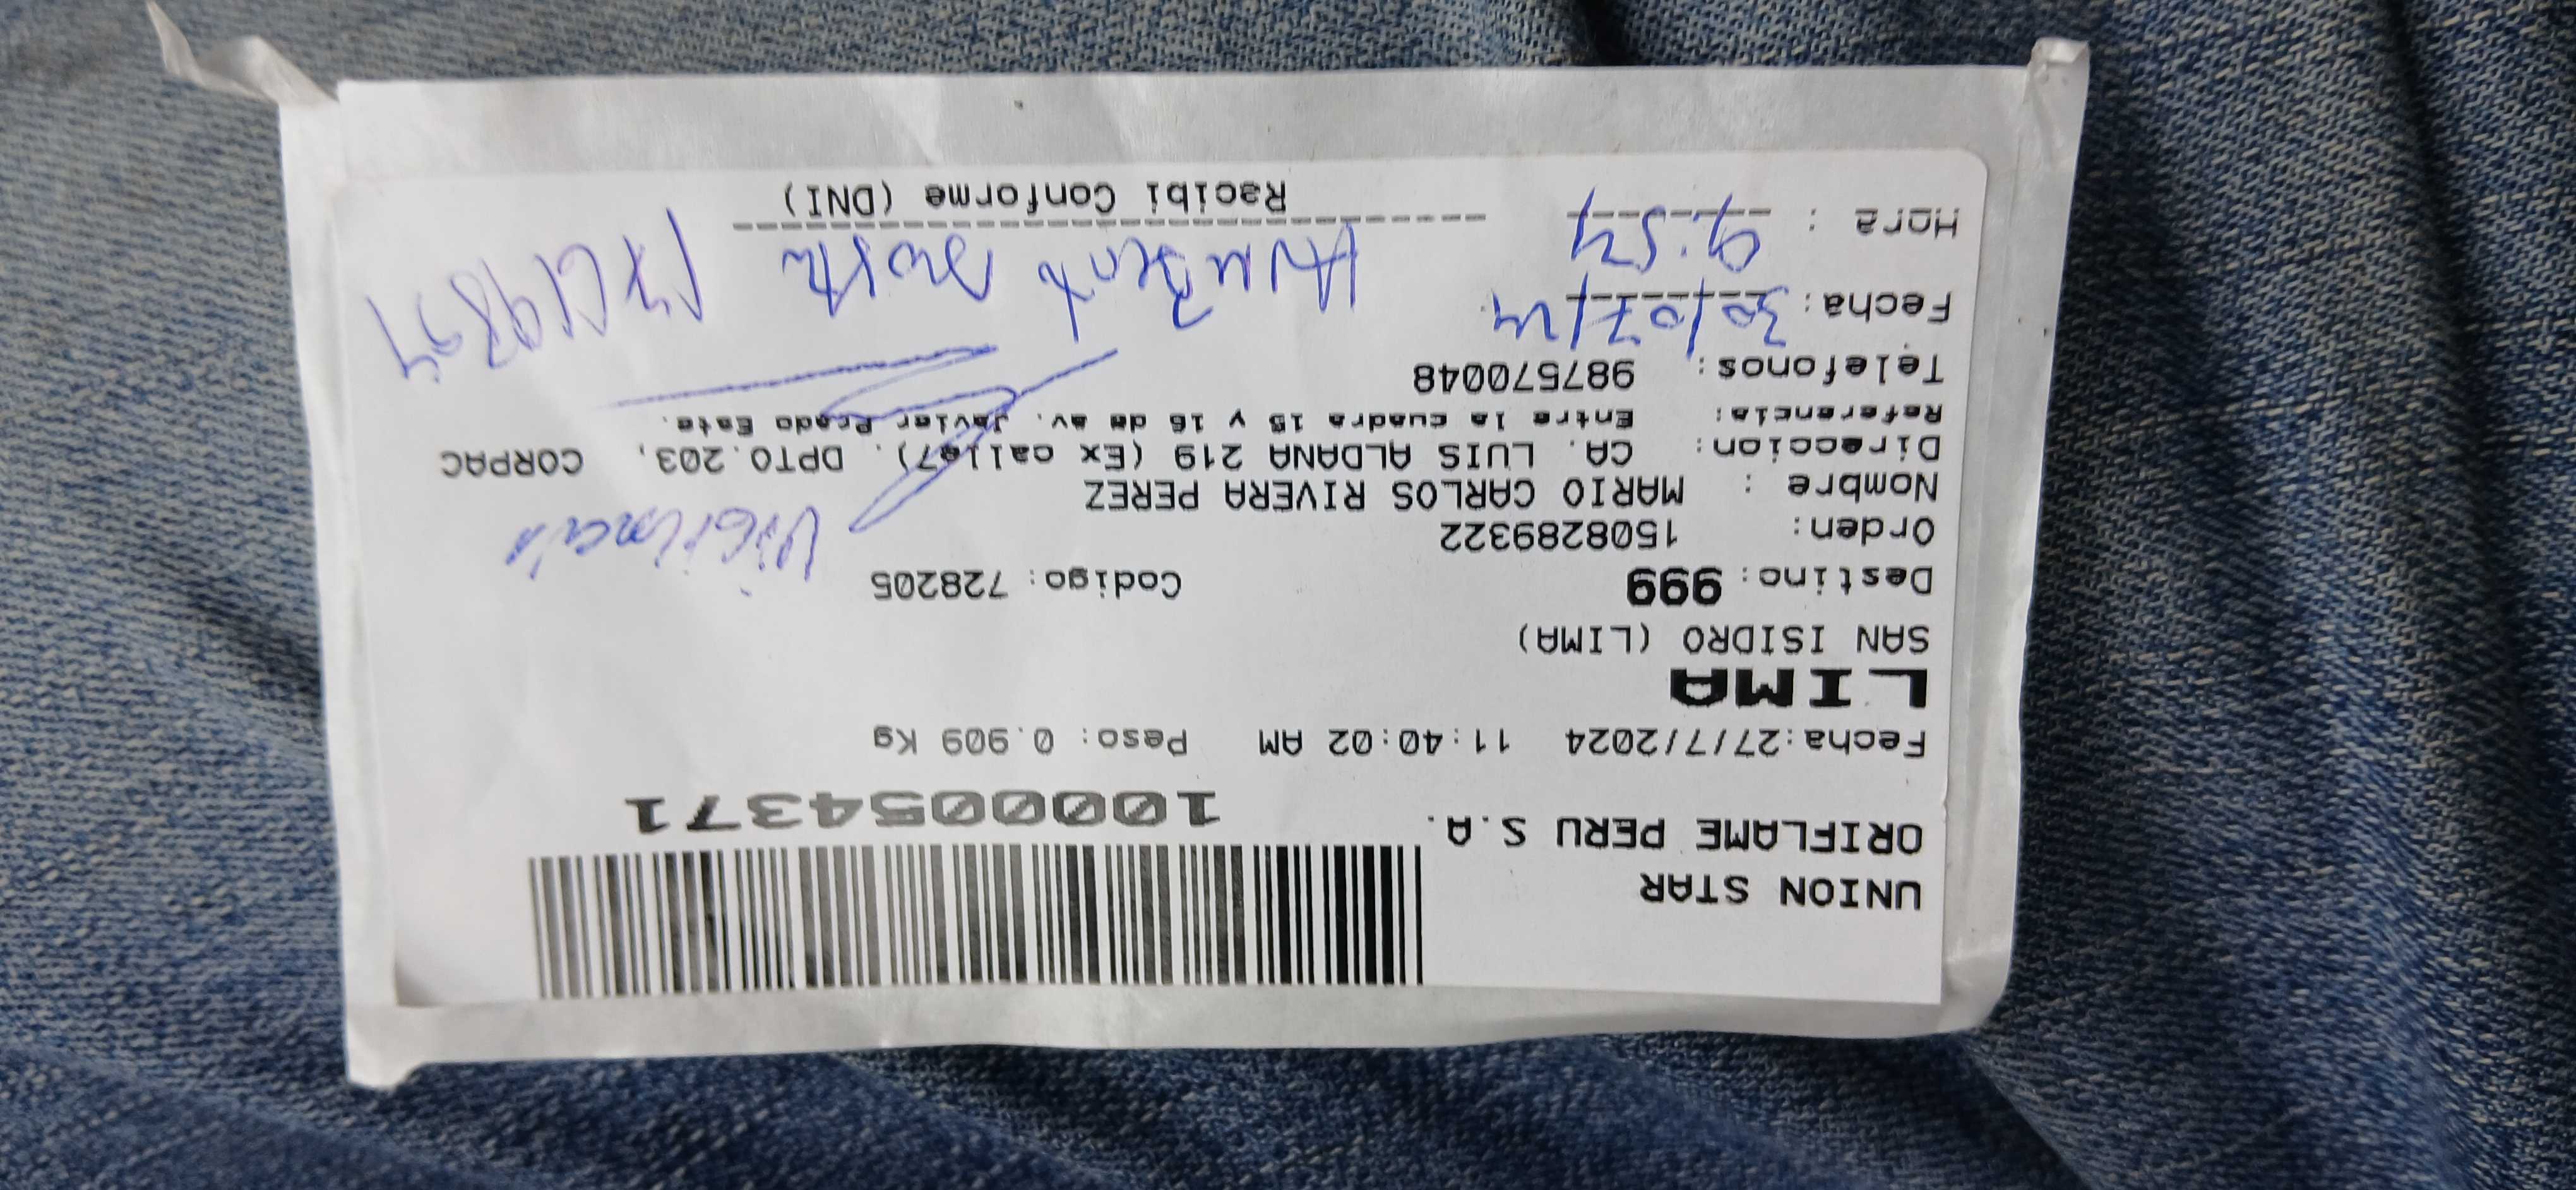 UNION STAR
ORIFLAME PERU S.A.
10000054371
Fecha:27/7/2024 11:40:02 AM Peso: 0.909 Kg
LIMA
SAN ISIDRO (LIMA)
Destino: 999 Codigo: 728205
Orden: 1508289322
Nombre : MARIO CARLOS RIVERA PEREZ
Direccion: CA. LUIS ALDANA 219 (Ex calle7). DPTO.203, CORPAC
Referencia: Entre la cuadra 15 y 16 de av. Javier Prado Este.
Telefonos: 987570048
Fecha: 30/07/24
Hora : 9:54
Racibi Conforme (DNI)